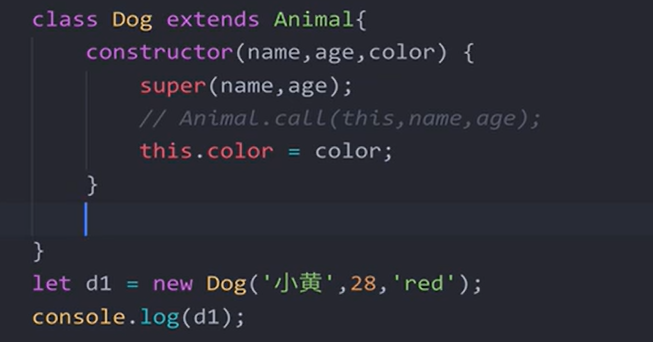 class Dog extends Animal{
constructor(name,age,color) {
super(name,age);
// Animal.call(this,name,age);
this.color = color;
}
}
let d1 = new Dog('小黄',28,'red');
console.log(d1);